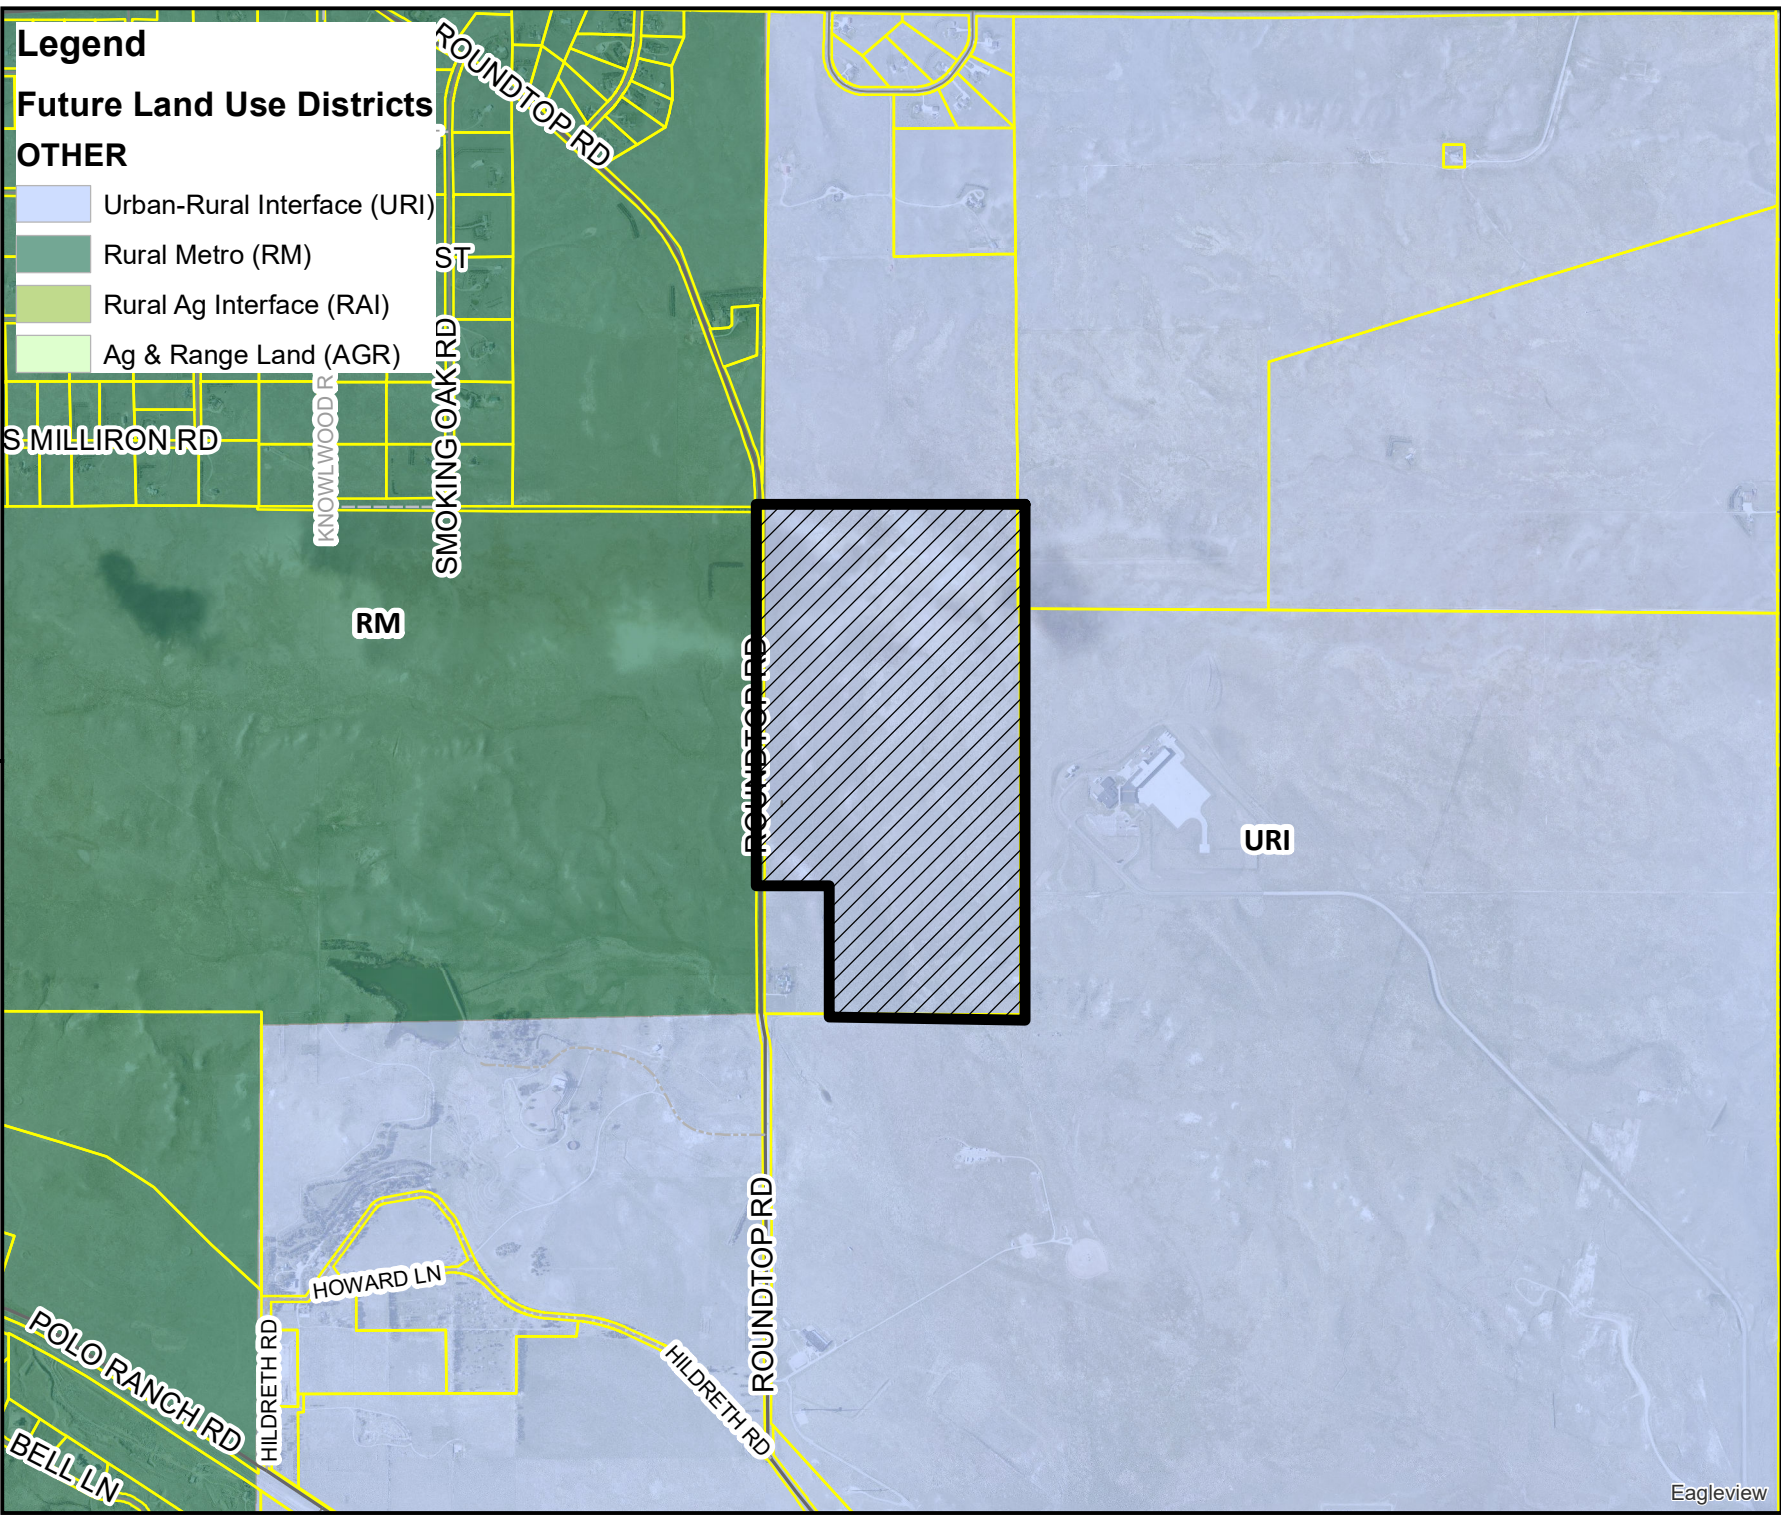 Legend
Future Land Use Districts
OTHER
Urban-Rural Interface (URI)
Rural Metro (RM)
Rural Ag Interface (RAI)
Ag & Range Land (AGR)
ROUNDTOP RD
ST
S MILLIRON RD
KNOWLWOOD R
SMOKING OAK RD
RM
ROUNDTOP RD
URI
ROUNDTOP RD
HOWARD LN
HILDRETH RD
HILDRETH RD
POLO RANCH RD
BELL LN
Eagleview